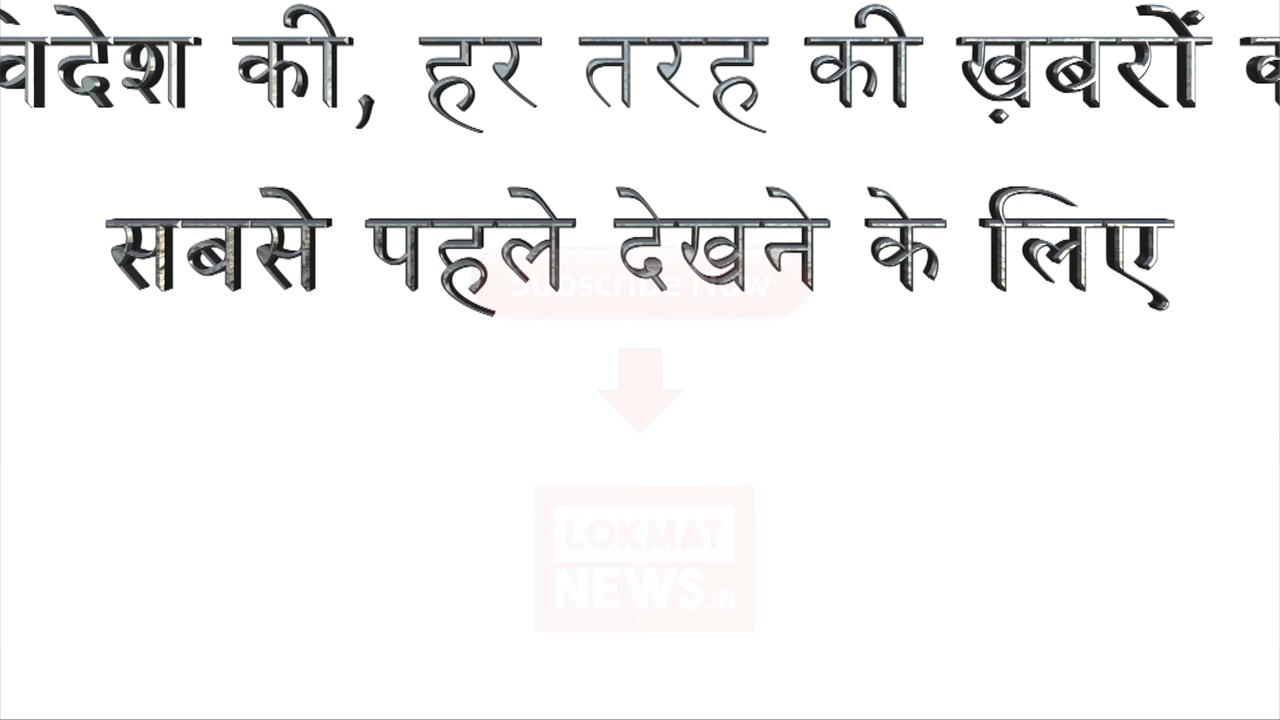 विदेश की, हर तरह की ख़बरों
सबसे पहले देखने के लिए
Subscribe Now
LOKMAT
NEWS.IN